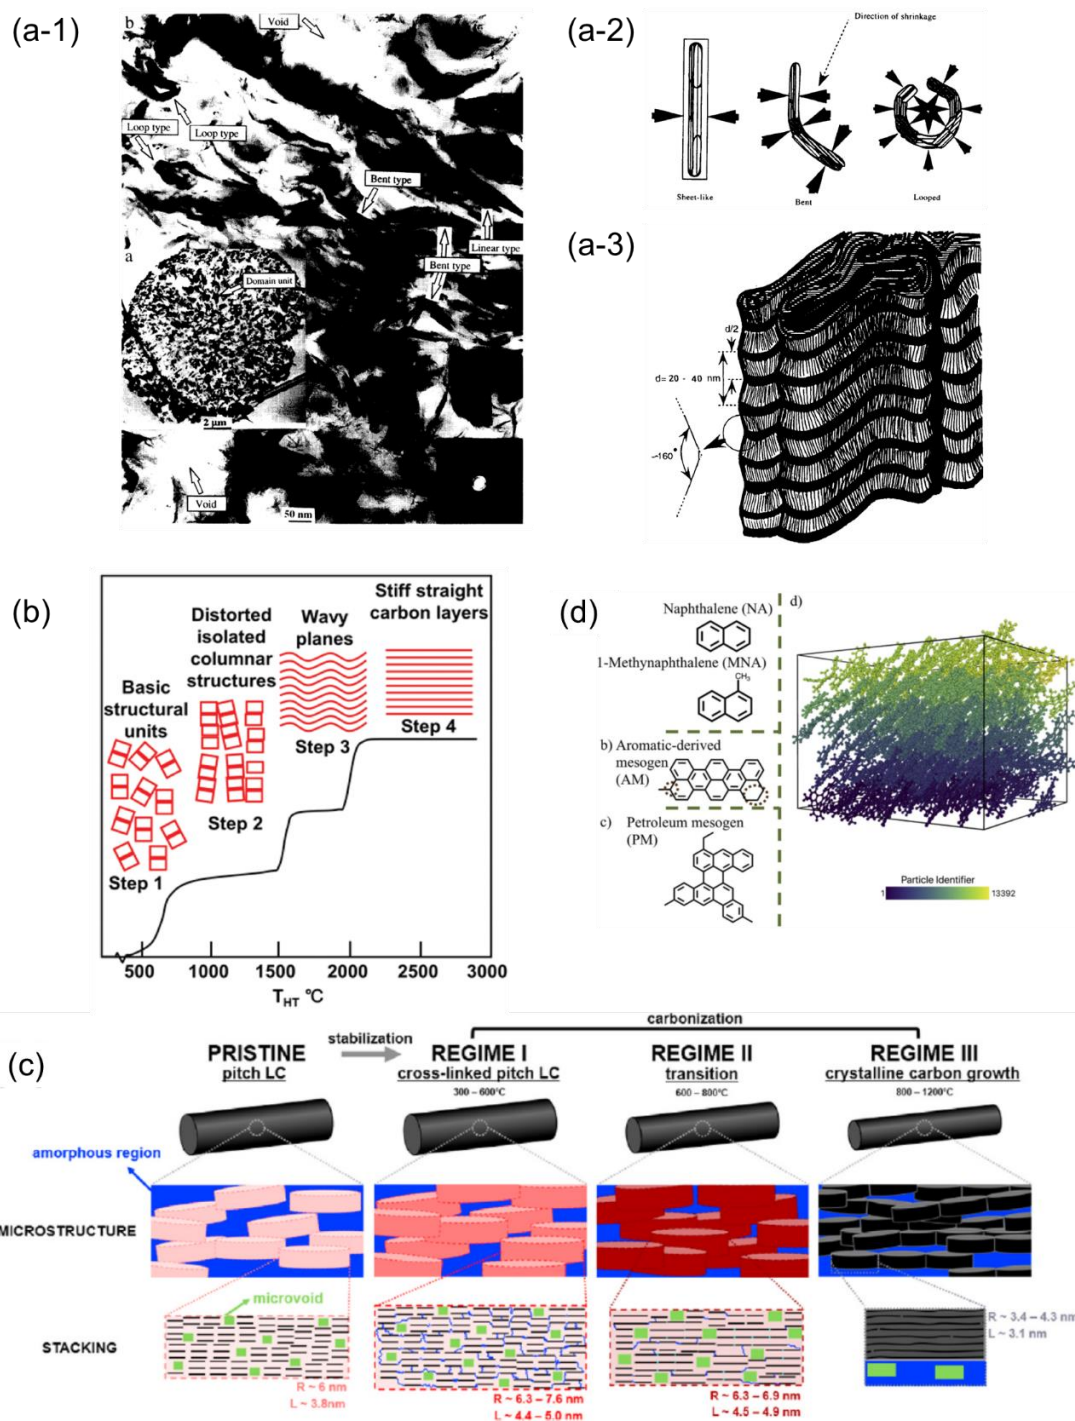 (a-1)
b
Void
Loop type
Loop type
Bent type
Linear type
Bent type
a
Domain unit
2 µm
Void
50 nm
(a-2)
Direction of shrinkage
Sheet-like
Bent
Looped
(a-3)
d/2
d= 20 - 40 nm
~160°
(b)
Stiff straight
carbon layers
Distorted
isolated
columnar
structures
Wavy
planes
Basic
structural
units
Step 4
Step 3
Step 2
Step 1
500 1000 1500 2000 2500 3000
THT °C
(d)
Naphthalene (NA)
d)
1-Methynaphthalene (MNA)
CH3
b) Aromatic-derived
mesogen
(AM)
c) Petroleum mesogen
(PM)
Particle Identifier
1 13392
(c)
carbonization
stabilization
PRISTINE
pitch LC
REGIME I
cross-linked pitch LC
300 – 600°C
REGIME II
transition
600 – 800°C
REGIME III
crystalline carbon growth
800 – 1200°C
amorphous region
MICROSTRUCTURE
microvoid
STACKING
R ~ 6 nm
L ~ 3.8nm
R ~ 6.3 – 7.6 nm
L ~ 4.4 – 5.0 nm
R ~ 6.3 – 6.9 nm
L ~ 4.5 – 4.9 nm
R ~ 3.4 – 4.3 nm
L ~ 3.1 nm